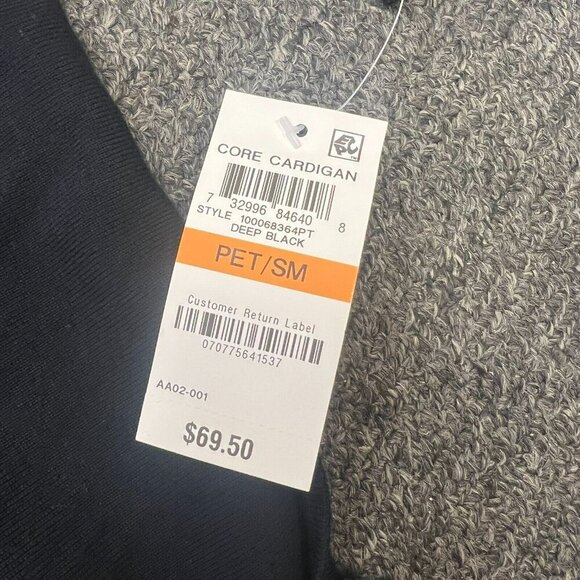 CORE CARDIGAN
7 32996 84640 8
STYLE 100068364PT
DEEP BLACK
PET/SM
Customer Return Label
070775641537
AA02-001
$69.50